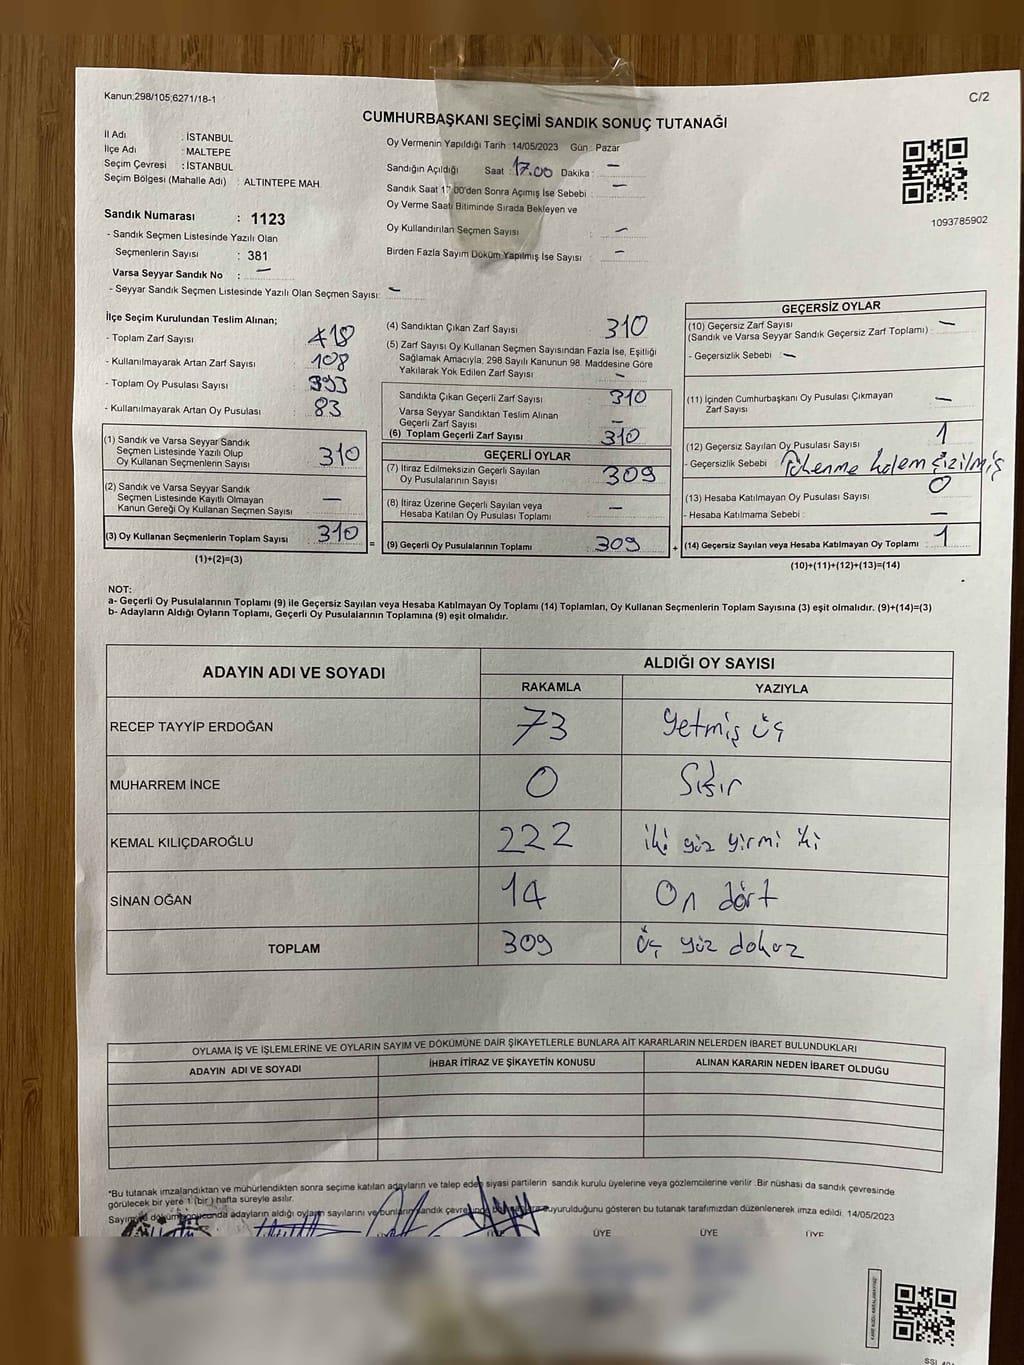 Kanun;298/105;6271/18-1
C/2
CUMHURBAŞKANI SEÇİMİ SANDIK SONUÇ TUTANAĞI
İl Adı : İSTANBUL
İlçe Adı : MALTEPE
Seçim Çevresi : İSTANBUL
Seçim Bölgesi (Mahalle Adı) : ALTINTEPE MAH.
Oy Vermenin Yapıldığı Tarih :14/05/2023 Gün : Pazar
Sandığın Açıldığı Saat : 17.00 Dakika : —
Sandık Saat 17:00'den Sonra Açımış İse Sebebi : —
Oy Verme Saati Bitiminde Sırada Bekleyen ve
Oy Kullandırılan Seçmen Sayısı : —
Birden Fazla Sayım Döküm Yapılmış İse Sayısı : —
1093785902
Sandık Numarası : 1123
- Sandık Seçmen Listesinde Yazılı Olan
Seçmenlerin Sayısı : 381
Varsa Seyyar Sandık No : —
- Seyyar Sandık Seçmen Listesinde Yazılı Olan Seçmen Sayısı: —
İlçe Seçim Kurulundan Teslim Alınan;
- Toplam Zarf Sayısı 418
- Kullanılmayarak Artan Zarf Sayısı 108
- Toplam Oy Pusulası Sayısı 393
- Kullanılmayarak Artan Oy Pusulası 83
(1) Sandık ve Varsa Seyyar Sandık
Seçmen Listesinde Yazılı Olup
Oy Kullanan Seçmenlerin Sayısı 310
(2) Sandık ve Varsa Seyyar Sandık
Seçmen Listesinde Kayıtlı Olmayan
Kanun Gereği Oy Kullanan Seçmen Sayısı —
(3) Oy Kullanan Seçmenlerin Toplam Sayısı 310 =
(1)+(2)=(3)
(4) Sandıktan Çıkan Zarf Sayısı 310
(5) Zarf Sayısı Oy Kullanan Seçmen Sayısından Fazla İse, Eşitliği
Sağlamak Amacıyla; 298 Sayılı Kanunun 98. Maddesine Göre
Yakılarak Yok Edilen Zarf Sayısı —
Sandıkta Çıkan Geçerli Zarf Sayısı 310
Varsa Seyyar Sandıktan Teslim Alınan
Geçerli Zarf Sayısı —
(6) Toplam Geçerli Zarf Sayısı 310
GEÇERLİ OYLAR
(7) İtiraz Edilmeksizin Geçerli Sayılan
Oy Pusulalarının Sayısı 309
(8) İtiraz Üzerine Geçerli Sayılan veya
Hesaba Katılan Oy Pusulası Toplamı —
(9) Geçerli Oy Pusulalarının Toplamı 309 +
GEÇERSİZ OYLAR
(10) Geçersiz Zarf Sayısı
(Sandık ve Varsa Seyyar Sandık Geçersiz Zarf Toplamı) : —
- Geçersizlik Sebebi : —
(11) İçinden Cumhurbaşkanı Oy Pusulası Çıkmayan
Zarf Sayısı —
(12) Geçersiz Sayılan Oy Pusulası Sayısı 1
- Geçersizlik Sebebi : Tükenme kalem çizilmiş
(13) Hesaba Katılmayan Oy Pusulası Sayısı 0
- Hesaba Katılmama Sebebi : —
(14) Geçersiz Sayılan veya Hesaba Katılmayan Oy Toplamı 1
(10)+(11)+(12)+(13)=(14)
NOT:
a- Geçerli Oy Pusulalarının Toplamı (9) ile Geçersiz Sayılan veya Hesaba Katılmayan Oy Toplamı (14) Toplamları, Oy Kullanan Seçmenlerin Toplam Sayısına (3) eşit olmalıdır. (9)+(14)=(3)
b- Adayların Aldığı Oyların Toplamı, Geçerli Oy Pusulalarının Toplamına (9) eşit olmalıdır.
ADAYIN ADI VE SOYADI ALDIĞI OY SAYISI
RAKAMLA YAZIYLA
RECEP TAYYİP ERDOĞAN 73 yetmiş üç
MUHARREM İNCE 0 Sıfır
KEMAL KILIÇDAROĞLU 222 iki yüz yirmi iki
SİNAN OĞAN 14 On dört
TOPLAM 309 üç yüz dokuz
OYLAMA İŞ VE İŞLEMLERİNE VE OYLARIN SAYIM VE DÖKÜMÜNE DAİR ŞİKAYETLERLE BUNLARA AİT KARARLARIN NELERDEN İBARET BULUNDUKLARI
ADAYIN ADI VE SOYADI İHBAR İTİRAZ VE ŞİKAYETİN KONUSU ALINAN KARARIN NEDEN İBARET OLDUĞU
*Bu tutanak imzalandıktan ve mühürlendikten sonra seçime katılan adayların ve talep eden siyasi partilerin sandık kurulu üyelerine veya gözlemcilerine verilir. Bir nüshası da sandık çevresinde
görülecek bir yere 1 (bir ) hafta süreyle asılır.
Sayım ve döküm sonucunda adayların aldığı oyların sayılarını ve bunların sandık çevresinde duyurulduğunu gösteren bu tutanak tarafımızdan düzenlenerek imza edildi. 14/05/2023
ÜYE ÜYE ÜYE